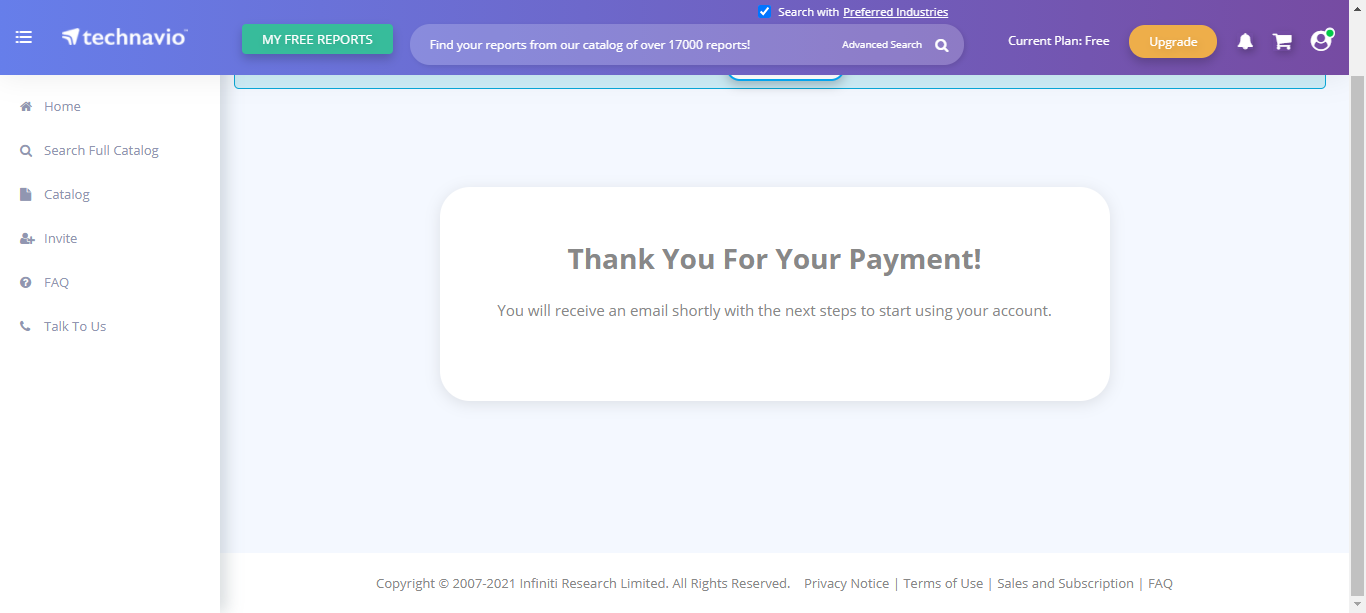 Search with Preferred Industries
technavio
MY FREE REPORTS
Find your reports from our catalog of over 17000 reports!
Advanced Search
Current Plan: Free
Upgrade
Home
Search Full Catalog
Catalog
Invite
FAQ
Talk To Us
Thank You For Your Payment!
You will receive an email shortly with the next steps to start using your account.
Copyright © 2007-2021 Infiniti Research Limited. All Rights Reserved. Privacy Notice | Terms of Use | Sales and Subscription | FAQ